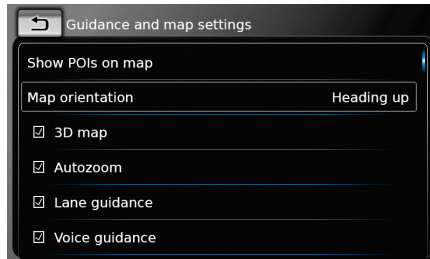 Guidance and map settings
Show POIs on map
Map orientation Heading up
3D map
Autozoom
Lane guidance
Voice guidance